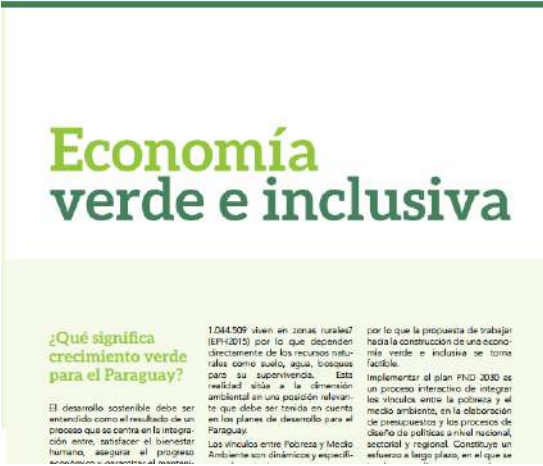 Economía
verde e inclusiva
¿Qué significa
crecimiento verde
para el Paraguay?
El desarrollo sostenible debe ser
entendido como el resultado de un
proceso que se centra en la integra-
ción entre, satisfacer el bienestar
humano, asegurar el progreso
económico y garantizar el manteni-
1.044.509 viven en zonas rurales7
(EPH2015) por lo que dependen
directamente de los recursos natu-
rales como suelo, agua, bosques
para su supervivencia. Esta
realidad sitúa a la dimensión
ambiental en una posición relevan-
te que debe ser tenida en cuenta
en los planes de desarrollo para el
Paraguay.
Los vínculos entre Pobreza y Medio
Ambiente son dinámicos y específi-
por lo que la propuesta de trabajar
hacia la construcción de una econo-
mía verde e inclusiva se torna
factible.
Implementar el plan PND 2030 es
un proceso interactivo de integrar
los vínculos entre la pobreza y el
medio ambiente, en la elaboración
de presupuestos y los procesos de
diseño de políticas a nivel nacional,
sectorial y regional. Constituye un
esfuerzo a largo plazo, en el que se